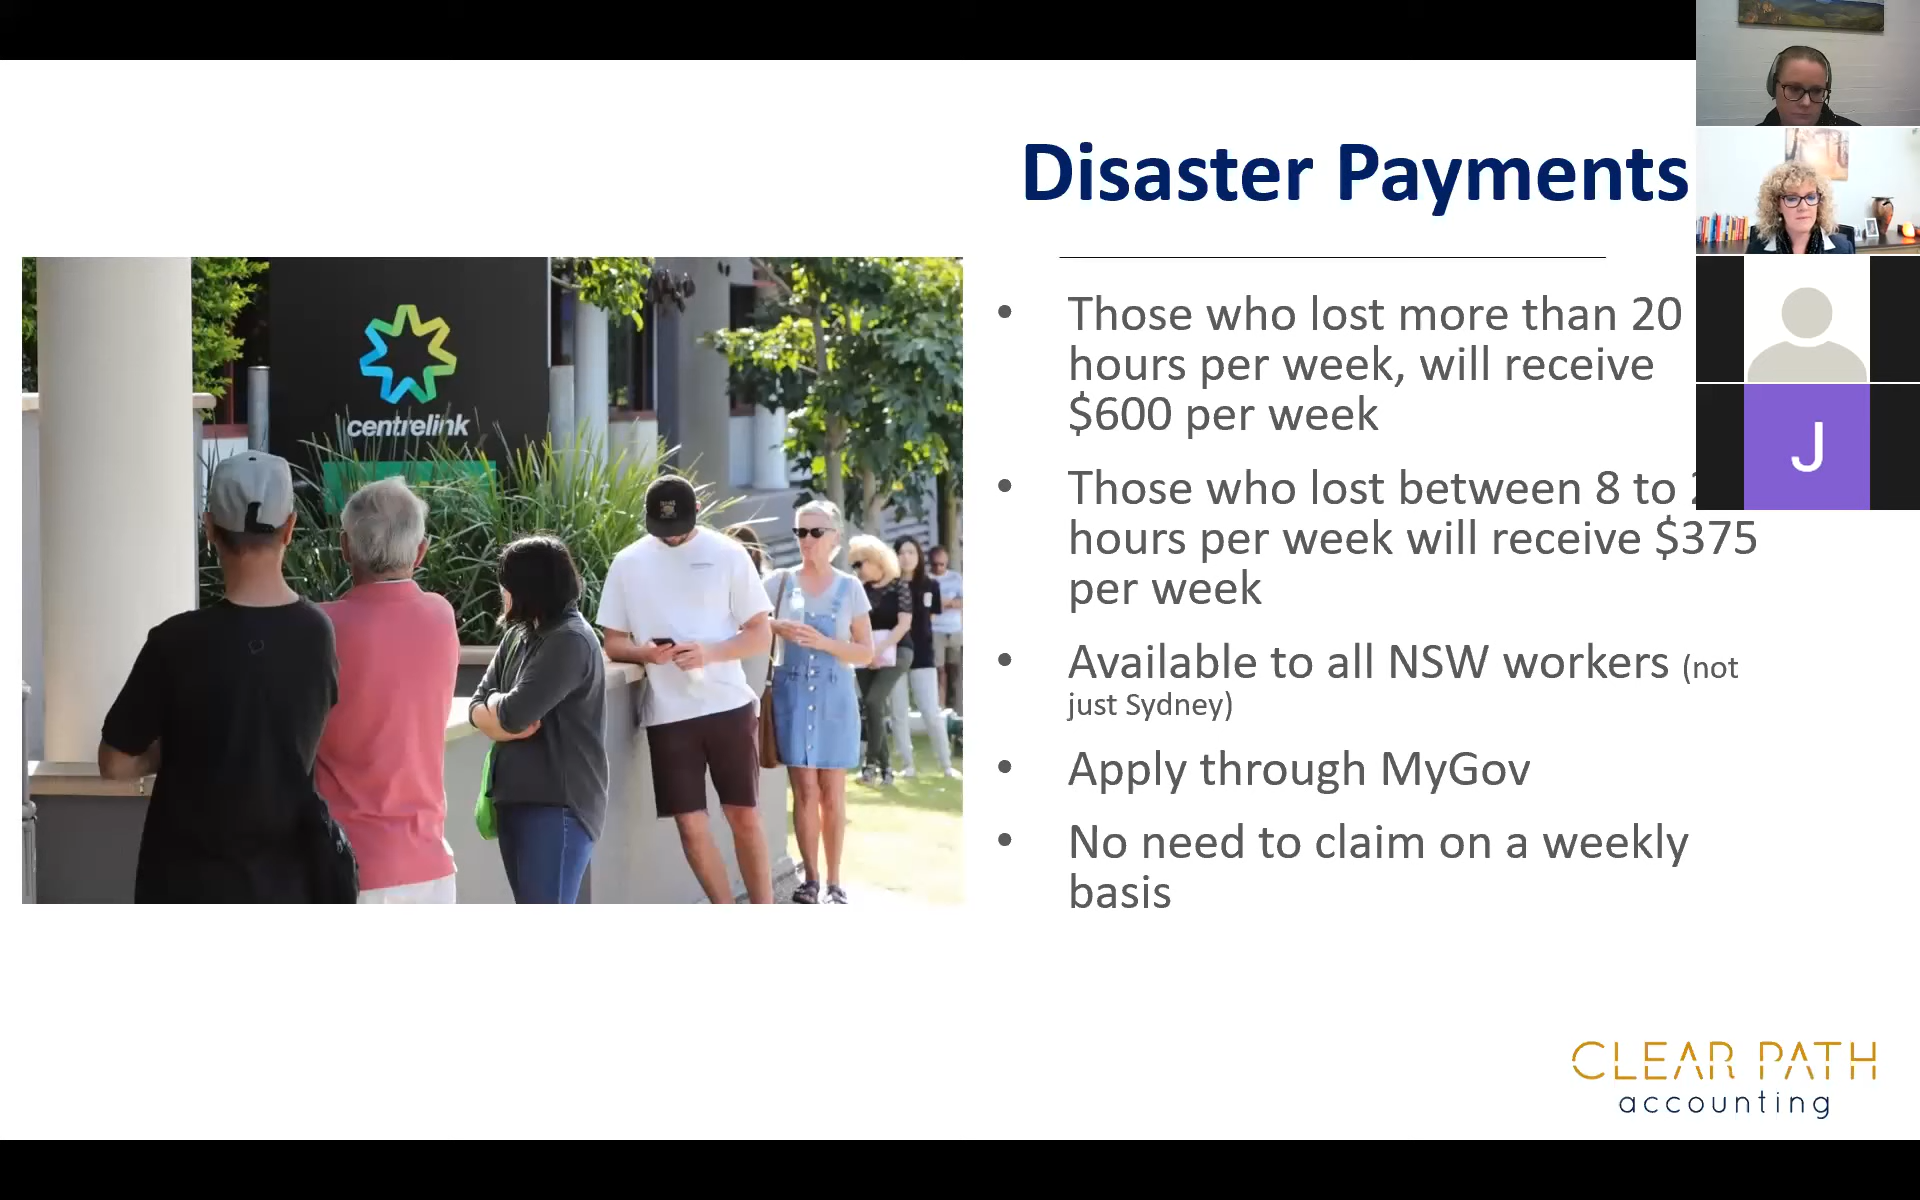 Disaster Payments
centrelink
• Those who lost more than 20
hours per week, will receive
$600 per week
• Those who lost between 8 to
hours per week will receive $375
per week
• Available to all NSW workers (not
just Sydney)
• Apply through MyGov
• No need to claim on a weekly
basis
J
CLEAR PATH
accounting